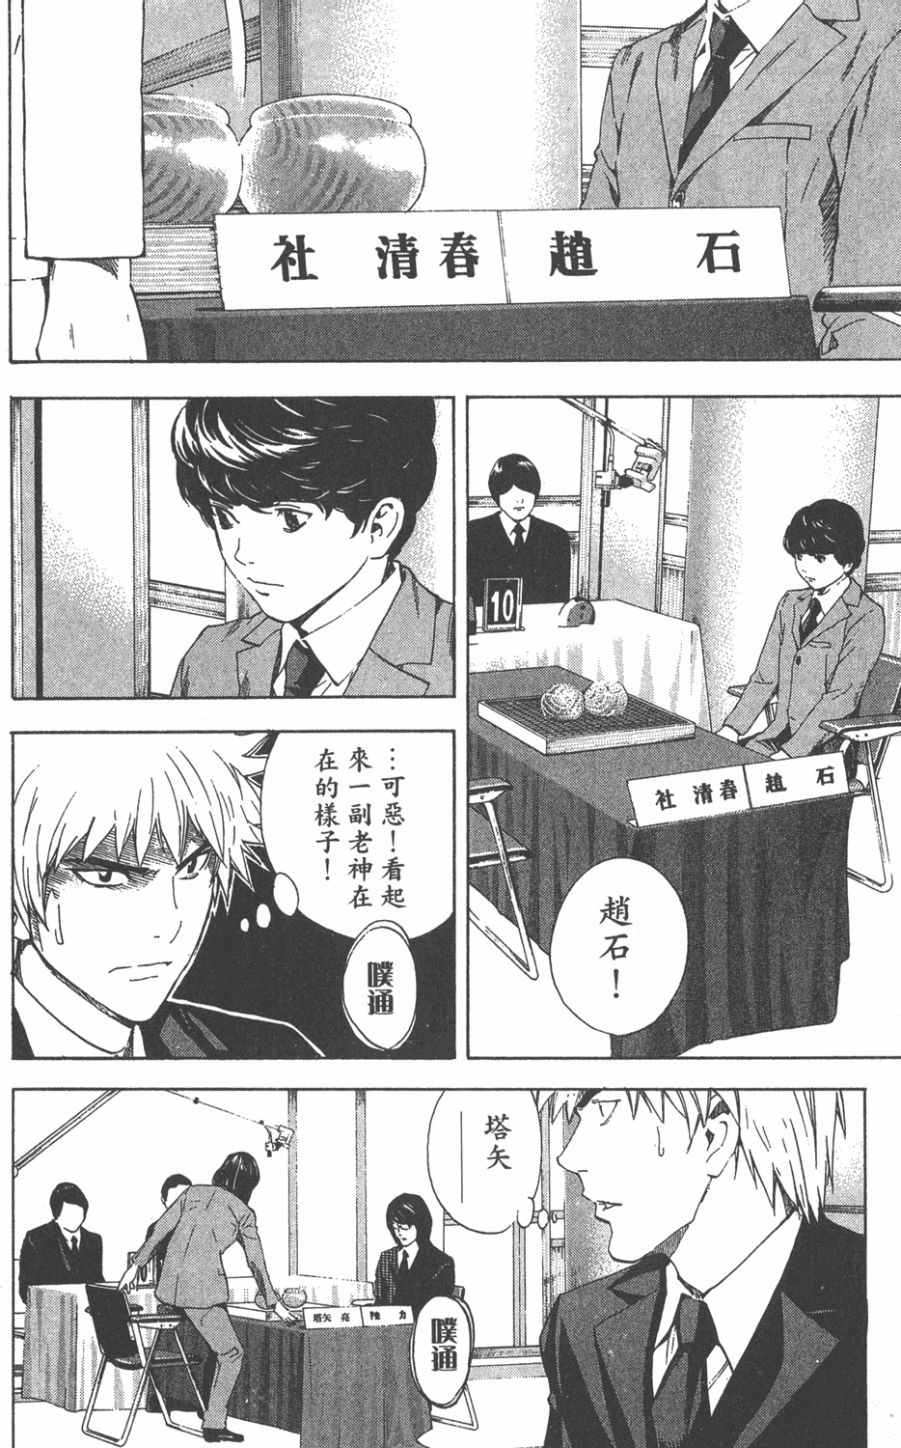 社 清春 趙 石
10
社 清春 趙 石
趙石！
…可惡！看起
來一副老神在
在的樣子！
噗通
塔矢
——
塔矢 亮
力
噗通